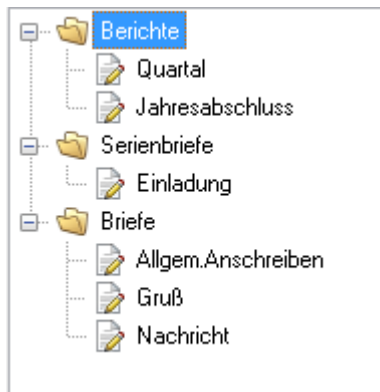 Berichte
Quartal
Jahresabschluss
Serienbriefe
Einladung
Briefe
Allgem.Anschreiben
Gruß
Nachricht